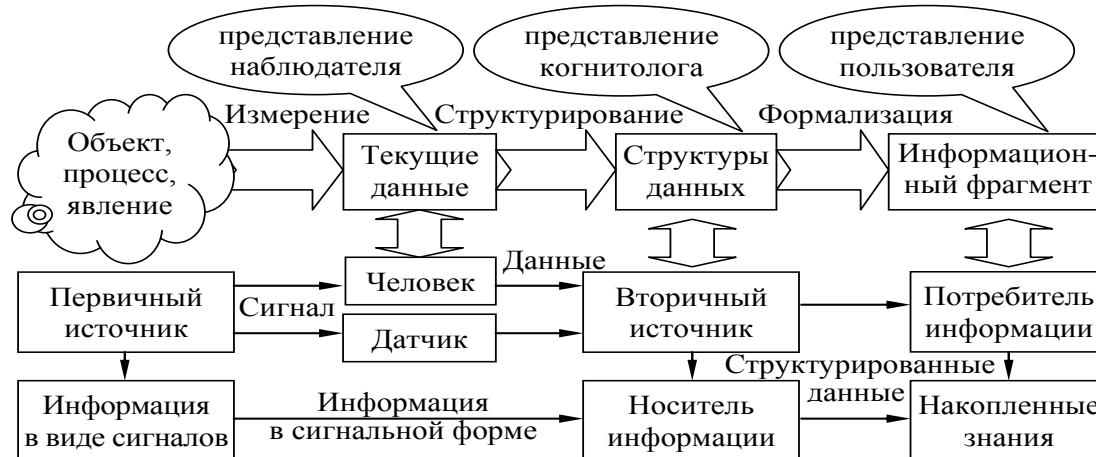 представление
наблюдателя
представление
когнитолога
представление
пользователя
Измерение
Структурирование
Формализация
Объект,
процесс,
явление
Текущие
данные
Структуры
данных
Информацион-
ный фрагмент
Первичный
источник
Сигнал
Человек
Датчик
Данные
Вторичный
источник
Потребитель
информации
Информация
в виде сигналов
Информация
в сигнальной форме
Носитель
информации
Структурированные
данные
Накопленные
знания